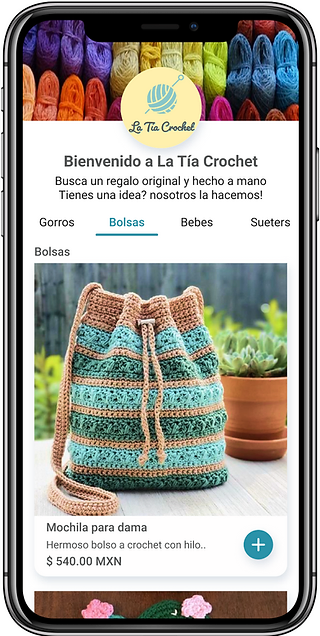 La Tía Crochet
Bienvenido a La Tía Crochet
Busca un regalo original y hecho a mano
Tienes una idea? nosotros la hacemos!
Gorros Bolsas Bebes Sueters
Bolsas
Mochila para dama
Hermoso bolso a crochet con hilo..
$ 540.00 MXN